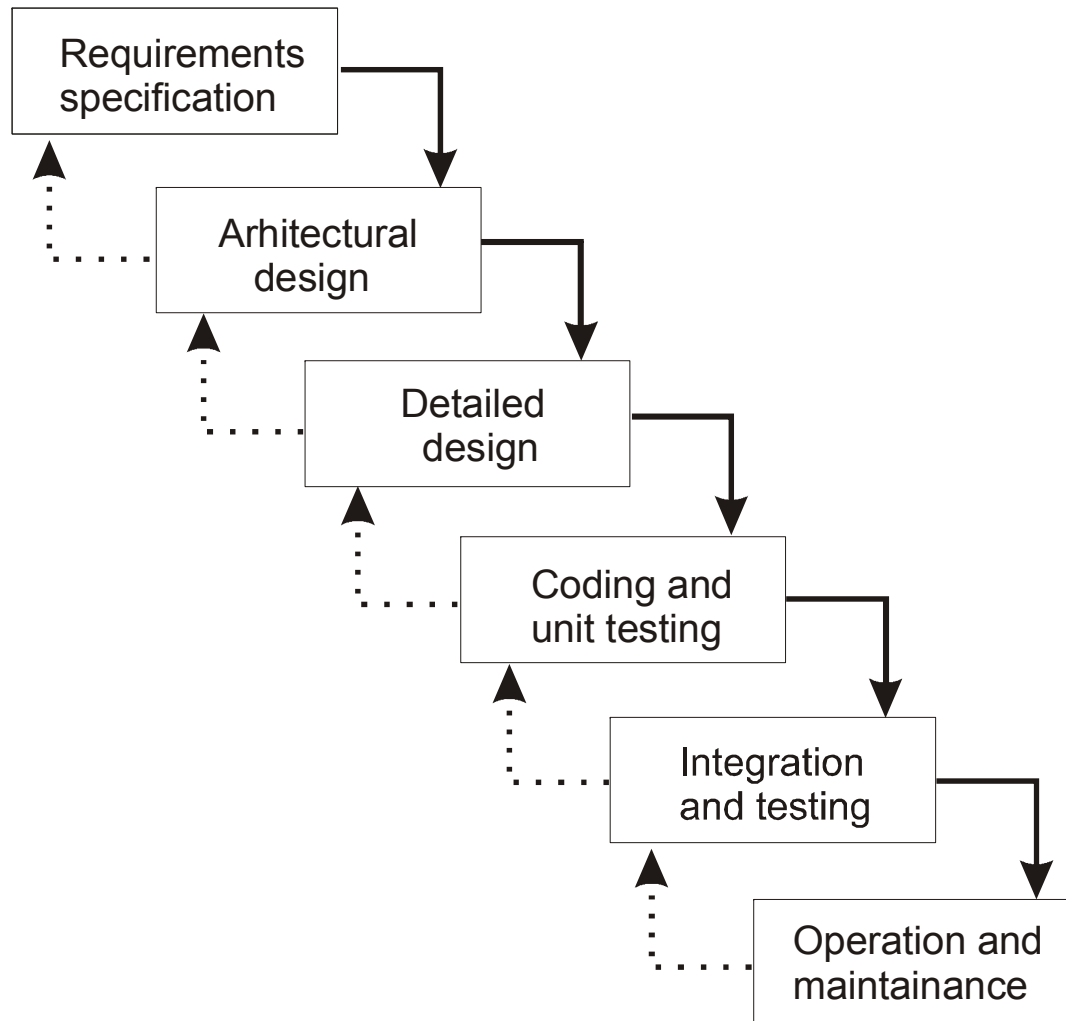 Requirements
specification
Arhitectural
design
Detailed
design
Coding and
unit testing
Integration
and testing
Operation and
maintainance